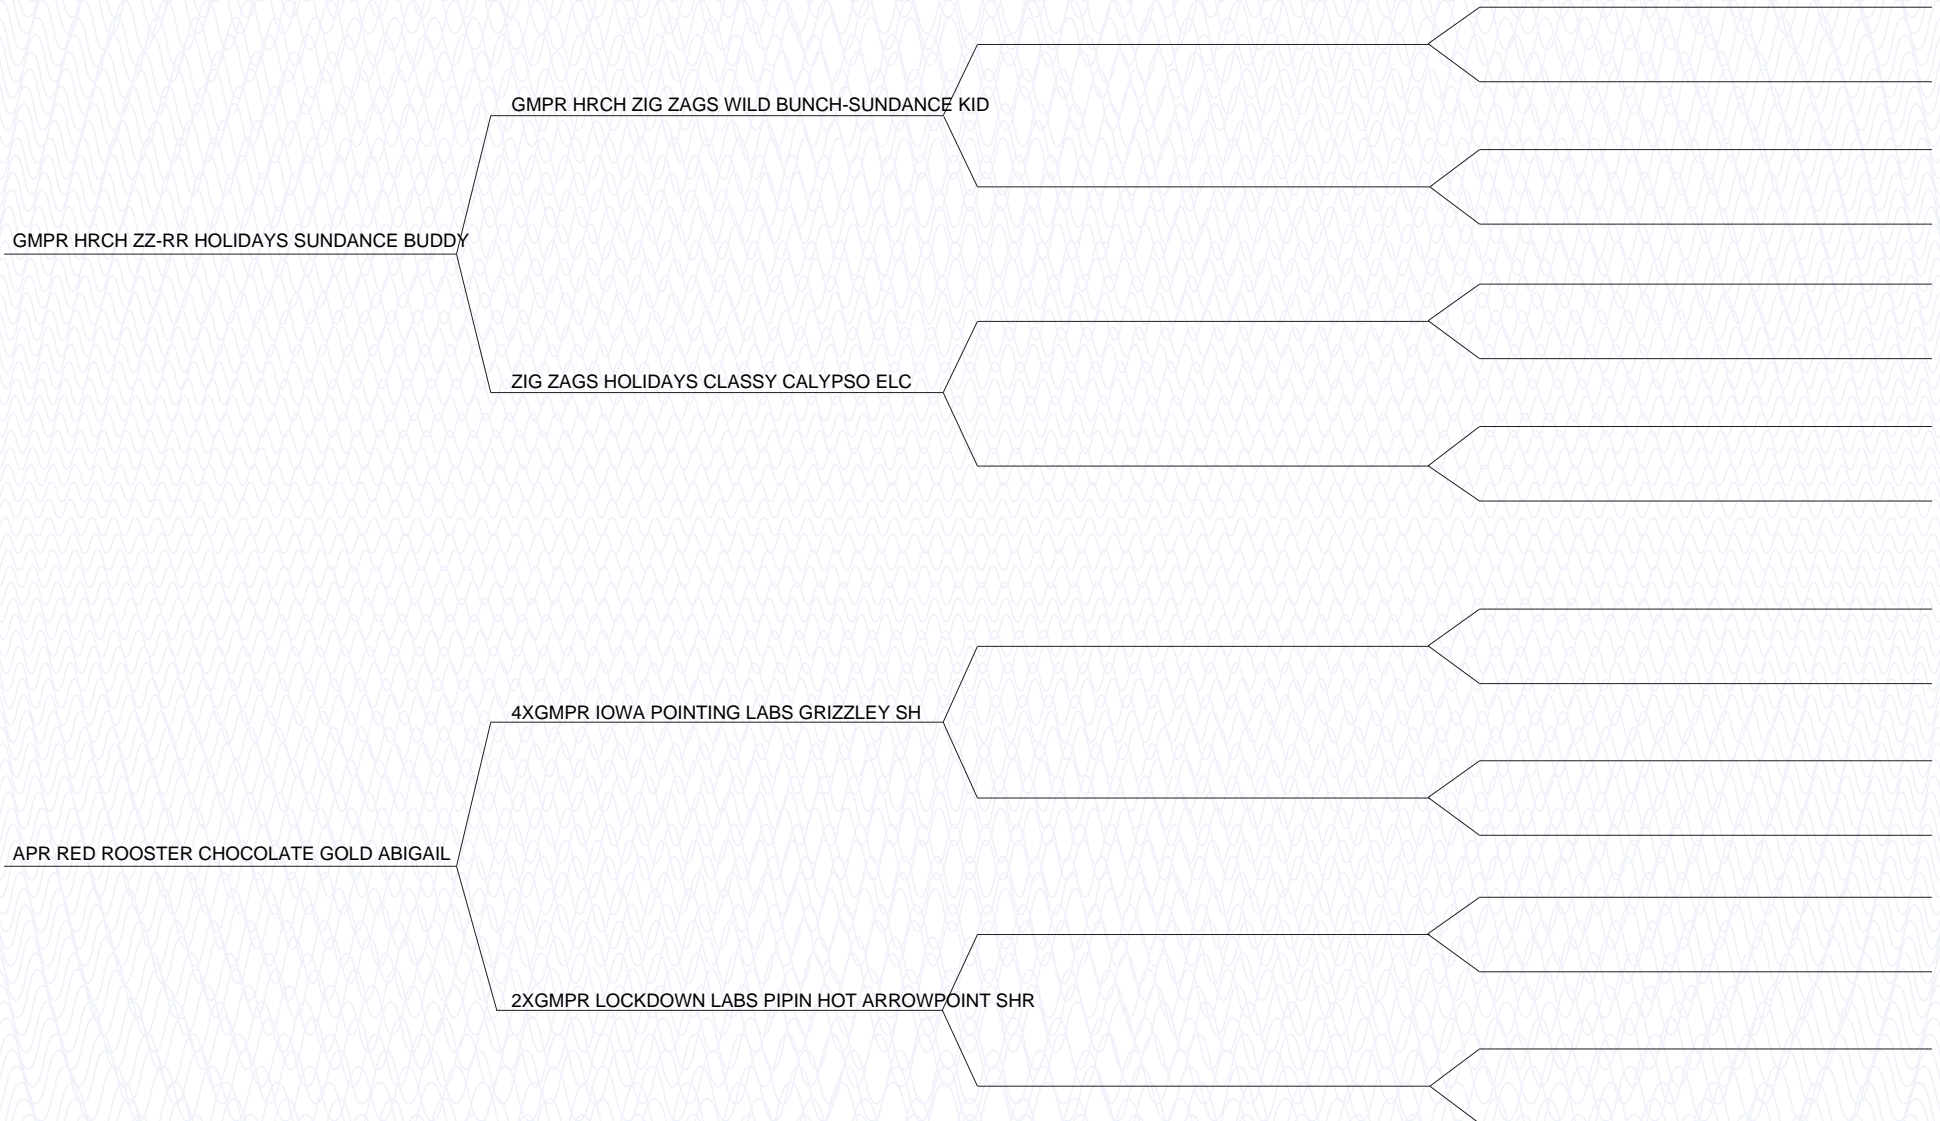 GMPR HRCH ZIG ZAGS WILD BUNCH-SUNDANCE KID
GMPR HRCH ZZ-RR HOLIDAYS SUNDANCE BUDDY
ZIG ZAGS HOLIDAYS CLASSY CALYPSO ELC
4XGMPR IOWA POINTING LABS GRIZZLEY SH
APR RED ROOSTER CHOCOLATE GOLD ABIGAIL
2XGMPR LOCKDOWN LABS PIPIN HOT ARROWPOINT SHR